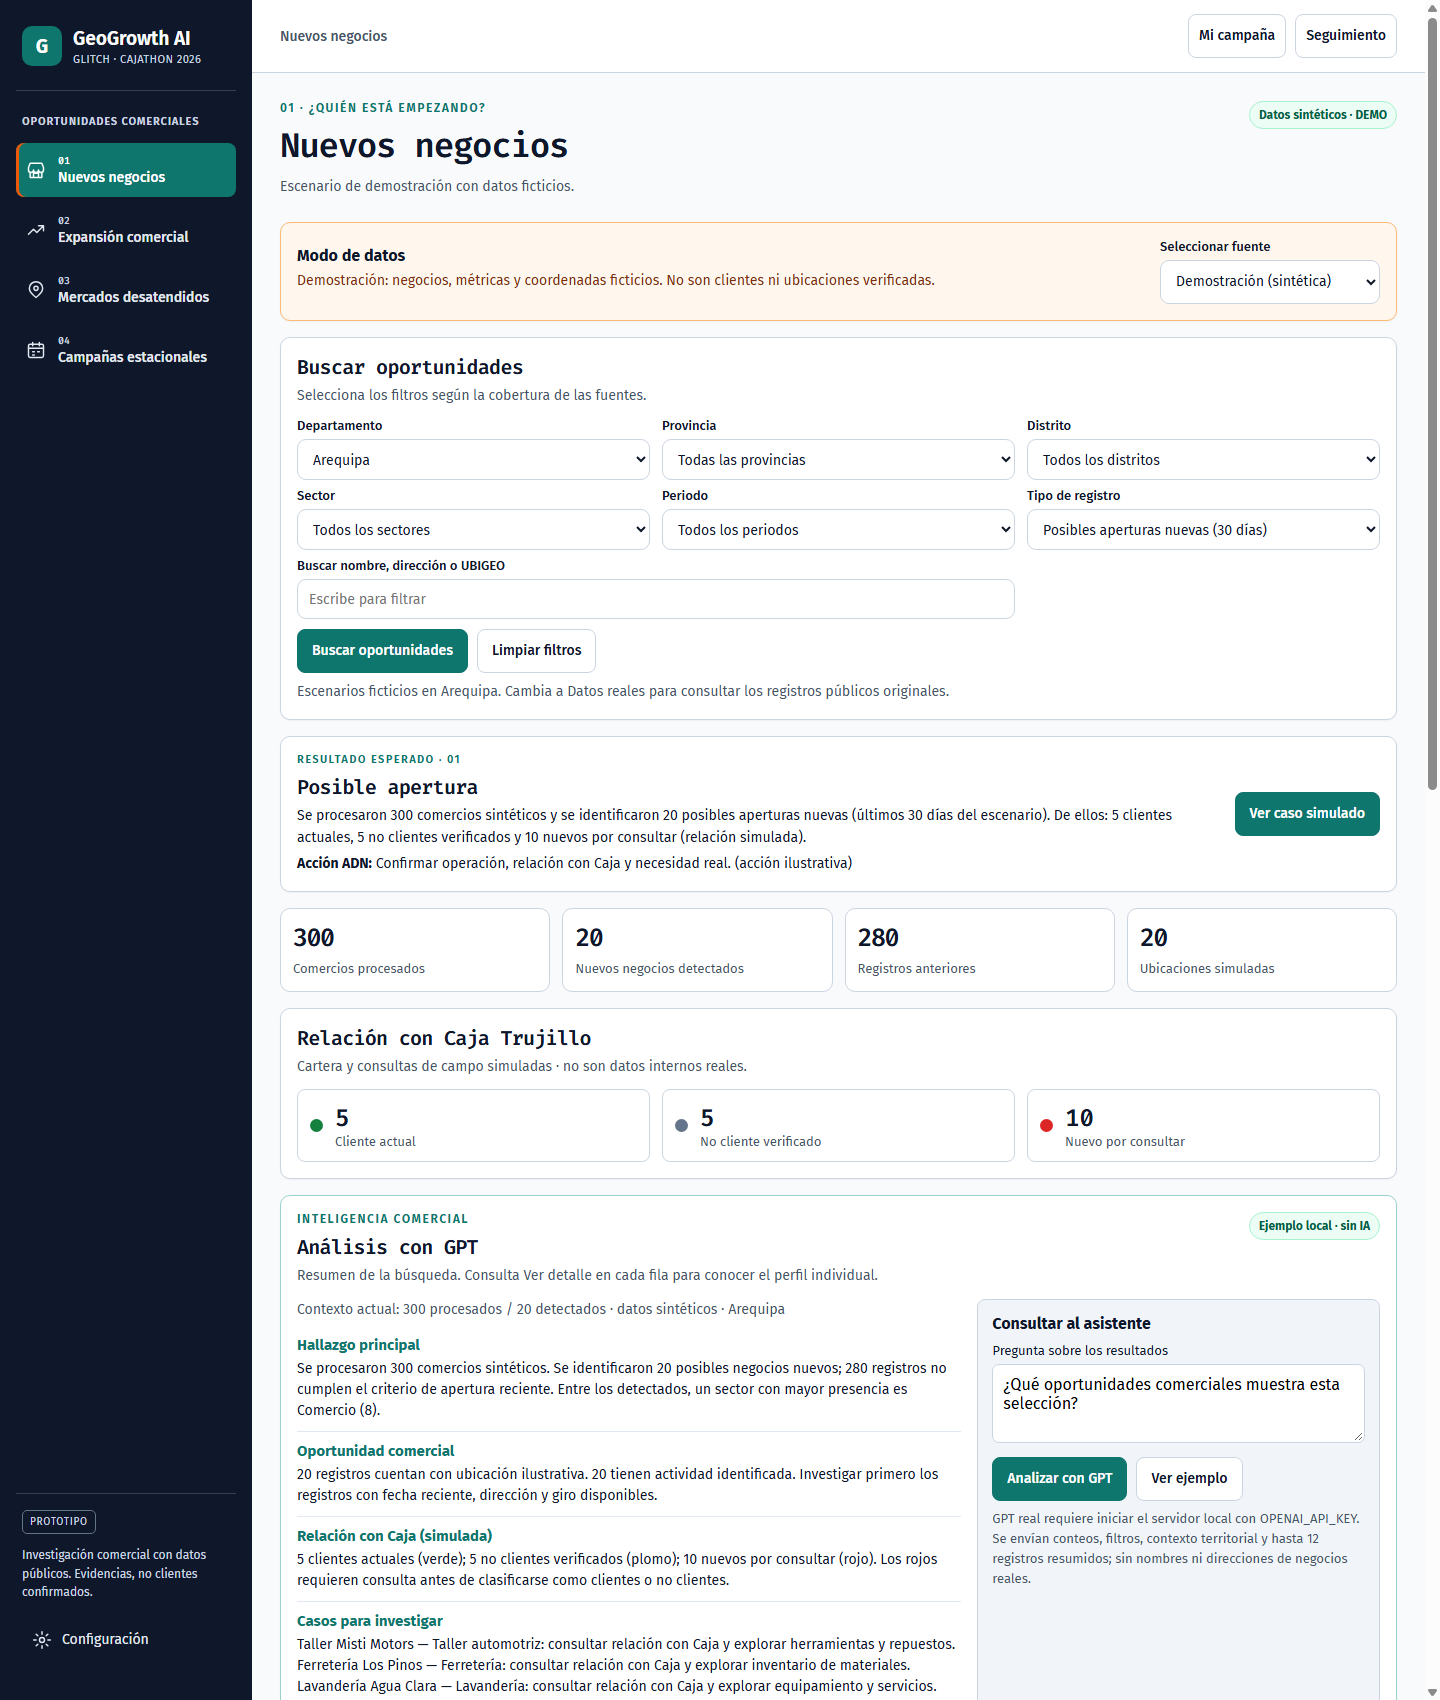 G
GeoGrowth AI
GLITCH · CAJATHON 2026
OPORTUNIDADES COMERCIALES
01
Nuevos negocios
02
Expansión comercial
03
Mercados desatendidos
04
Campañas estacionales
PROTOTIPO
Investigación comercial con datos
públicos. Evidencias, no clientes
confirmados.
Configuración
Nuevos negocios
Mi campaña
Seguimiento
01 · ¿QUIÉN ESTÁ EMPEZANDO?
Nuevos negocios
Escenario de demostración con datos ficticios.
Datos sintéticos · DEMO
Modo de datos
Demostración: negocios, métricas y coordenadas ficticios. No son clientes ni ubicaciones verificadas.
Seleccionar fuente
Demostración (sintética)
Buscar oportunidades
Selecciona los filtros según la cobertura de las fuentes.
Departamento
Provincia
Distrito
Arequipa
Todas las provincias
Todos los distritos
Sector
Periodo
Tipo de registro
Todos los sectores
Todos los periodos
Posibles aperturas nuevas (30 días)
Buscar nombre, dirección o UBIGEO
Escribe para filtrar
Buscar oportunidades
Limpiar filtros
Escenarios ficticios en Arequipa. Cambia a Datos reales para consultar los registros públicos originales.
RESULTADO ESPERADO · 01
Posible apertura
Se procesaron 300 comercios sintéticos y se identificaron 20 posibles aperturas nuevas (últimos 30 días del escenario). De ellos: 5 clientes
actuales, 5 no clientes verificados y 10 nuevos por consultar (relación simulada).
Acción ADN: Confirmar operación, relación con Caja y necesidad real. (acción ilustrativa)
Ver caso simulado
300
Comercios procesados
20
Nuevos negocios detectados
280
Registros anteriores
20
Ubicaciones simuladas
Relación con Caja Trujillo
Cartera y consultas de campo simuladas · no son datos internos reales.
5
Cliente actual
5
No cliente verificado
10
Nuevo por consultar
INTELIGENCIA COMERCIAL
Análisis con GPT
Resumen de la búsqueda. Consulta Ver detalle en cada fila para conocer el perfil individual.
Ejemplo local · sin IA
Contexto actual: 300 procesados / 20 detectados · datos sintéticos · Arequipa
Hallazgo principal
Se procesaron 300 comercios sintéticos. Se identificaron 20 posibles negocios nuevos; 280 registros no
cumplen el criterio de apertura reciente. Entre los detectados, un sector con mayor presencia es
Comercio (8).
Oportunidad comercial
20 registros cuentan con ubicación ilustrativa. 20 tienen actividad identificada. Investigar primero los
registros con fecha reciente, dirección y giro disponibles.
Relación con Caja (simulada)
5 clientes actuales (verde); 5 no clientes verificados (plomo); 10 nuevos por consultar (rojo). Los rojos
requieren consulta antes de clasificarse como clientes o no clientes.
Casos para investigar
Taller Misti Motors — Taller automotriz: consultar relación con Caja y explorar herramientas y repuestos.
Ferretería Los Pinos — Ferretería: consultar relación con Caja y explorar inventario de materiales.
Lavandería Agua Clara — Lavandería: consultar relación con Caja y explorar equipamiento y servicios.
Consultar al asistente
Pregunta sobre los resultados
¿Qué oportunidades comerciales muestra esta
selección?
Analizar con GPT
Ver ejemplo
GPT real requiere iniciar el servidor local con OPENAI_API_KEY.
Se envían conteos, filtros, contexto territorial y hasta 12
registros resumidos; sin nombres ni direcciones de negocios
reales.